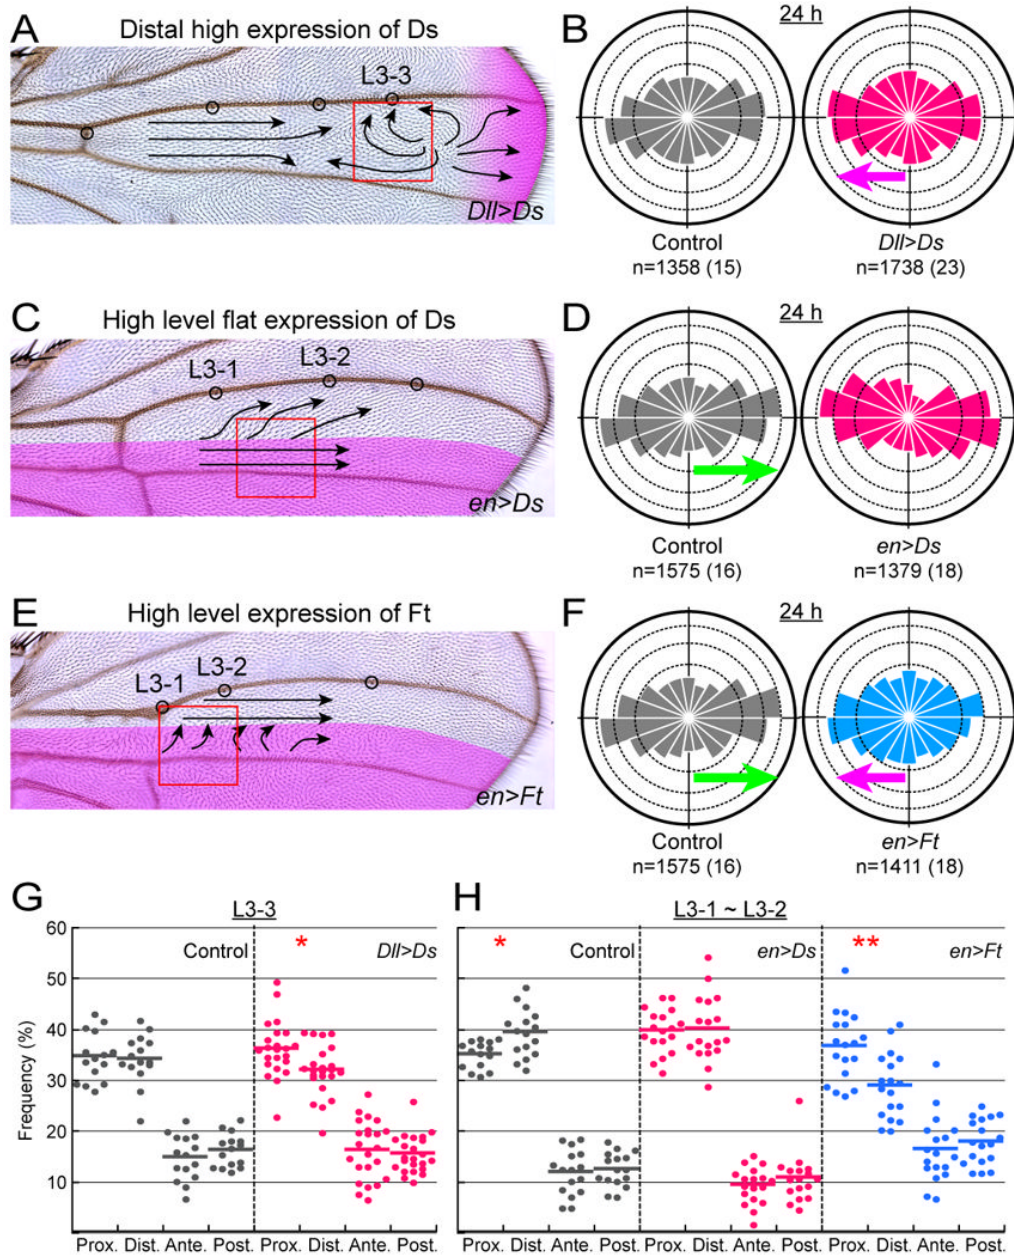 A
Distal high expression of Ds
L3-3
Dll>Ds
B
24 h
Control
n=1358 (15)
Dll>Ds
n=1738 (23)
C
High level flat expression of Ds
L3-1
L3-2
en>Ds
D
24 h
Control
n=1575 (16)
en>Ds
n=1379 (18)
E
High level expression of Ft
L3-2
L3-1
en>Ft
F
24 h
Control
n=1575 (16)
en>Ft
n=1411 (18)
G
L3-3
Control
*
Dll>Ds
Frequency (%)
60
50
40
30
20
10
Prox. Dist. Ante. Post. Prox. Dist. Ante. Post.
H
L3-1 ~ L3-2
*
Control
en>Ds
**
en>Ft
Prox. Dist. Ante. Post. Prox. Dist. Ante. Post. Prox. Dist. Ante. Post.